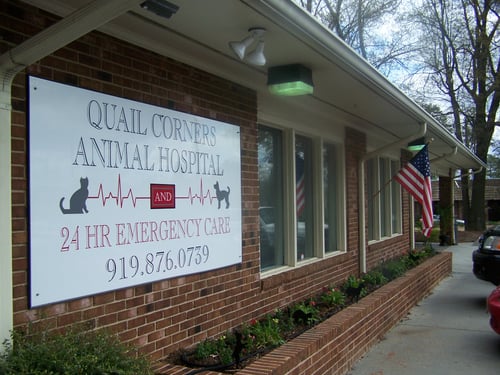 QUAIL CORNERS
ANIMAL HOSPITAL
AND
24 HR EMERGENCY CARE
919.876.0739